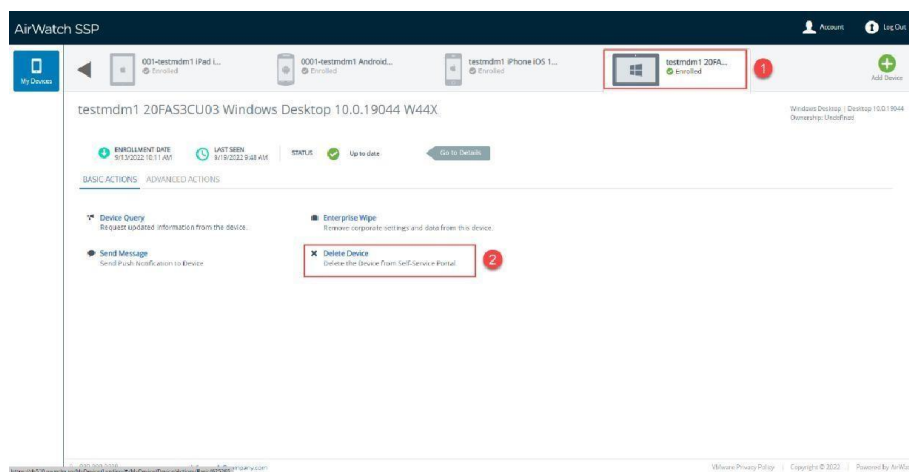 AirWatch SSP
Account
Log Out
My Devices
001-testmdm1 iPad i...
Enrolled
0001-testmdm1 Android...
Enrolled
testmdm1 iPhone iOS 1...
Enrolled
testmdm1 20FA...
Enrolled
1
Add Device
testmdm1 20FAS3CU03 Windows Desktop 10.0.19044 W44X
Windows Desktop | Desktop 10.0.19044
Ownership: Undefined
ENROLLMENT DATE
9/13/2022 10:11 AM
LAST SEEN
9/19/2022 9:48 AM
STATUS
Up to date
Go to Details
BASIC ACTIONS
ADVANCED ACTIONS
Device Query
Request updated information from the device.
Enterprise Wipe
Remove corporate settings and data from this device
Send Message
Send Push Notification to Device
Delete Device
Delete the Device from Self-Service Portal
2
VMware Privacy Policy | Copyright © 2022 | Powered by